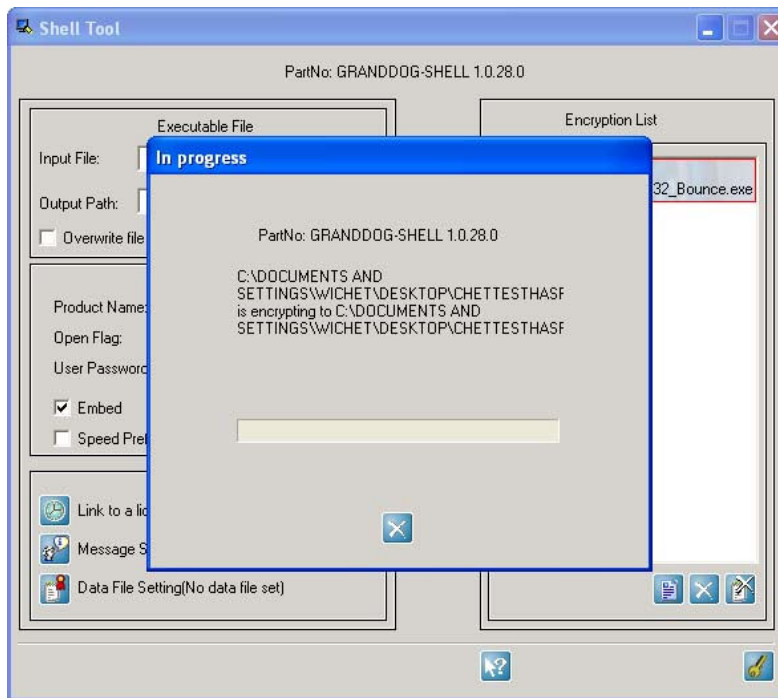 Shell Tool
PartNo: GRANDDOG-SHELL 1.0.28.0
Executable File
Encryption List
Input File:
In progress
32_Bounce.exe
Output Path:
Overwrite file
PartNo: GRANDDOG-SHELL 1.0.28.0
C:\DOCUMENTS AND
SETTINGS\WICHET\DESKTOP\CHETTESTHASF
is encrypting to C:\DOCUMENTS AND
SETTINGS\WICHET\DESKTOP\CHETTESTHASF
Product Name:
Open Flag:
User Password
Embed
Speed
Link to a
Message
Data File Setting(No data file set)